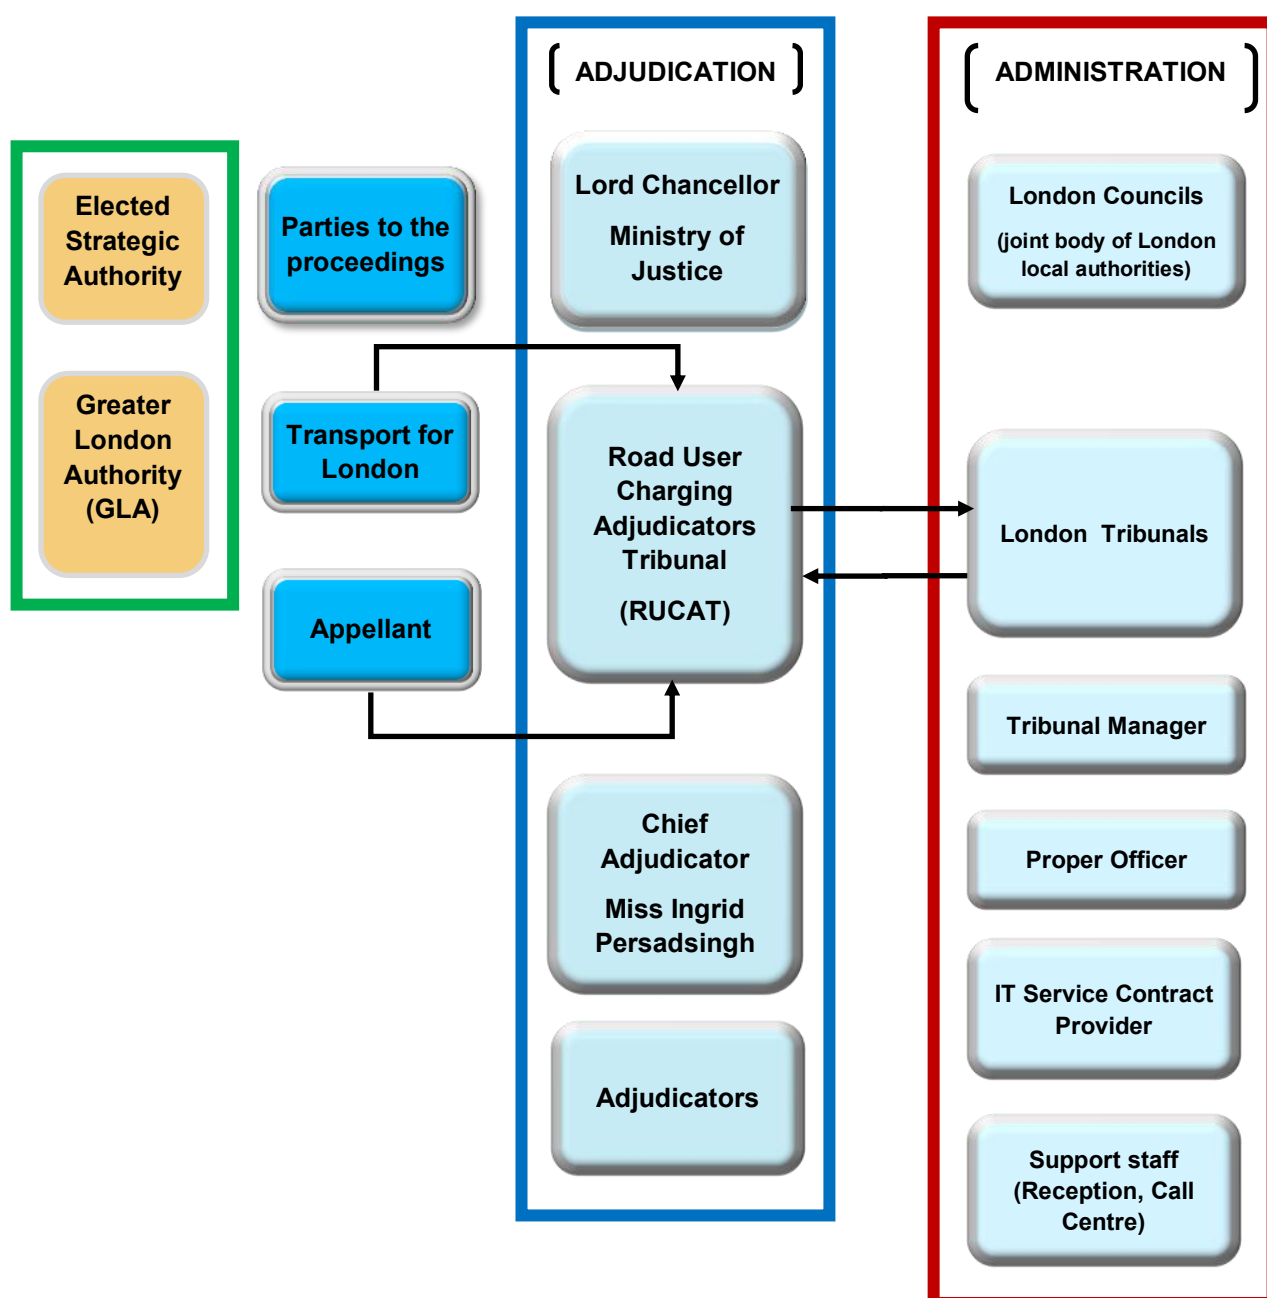 Elected
Strategic
Authority
Greater
London
Authority
(GLA)
Parties to the
proceedings
Transport for
London
Appellant
ADJUDICATION
Lord Chancellor
Ministry of
Justice
Road User
Charging
Adjudicators
Tribunal
(RUCAT)
Chief
Adjudicator
Miss Ingrid
Persadsingh
Adjudicators
ADMINISTRATION
London Councils
(joint body of London
local authorities)
London Tribunals
Tribunal Manager
Proper Officer
IT Service Contract
Provider
Support staff
(Reception, Call
Centre)